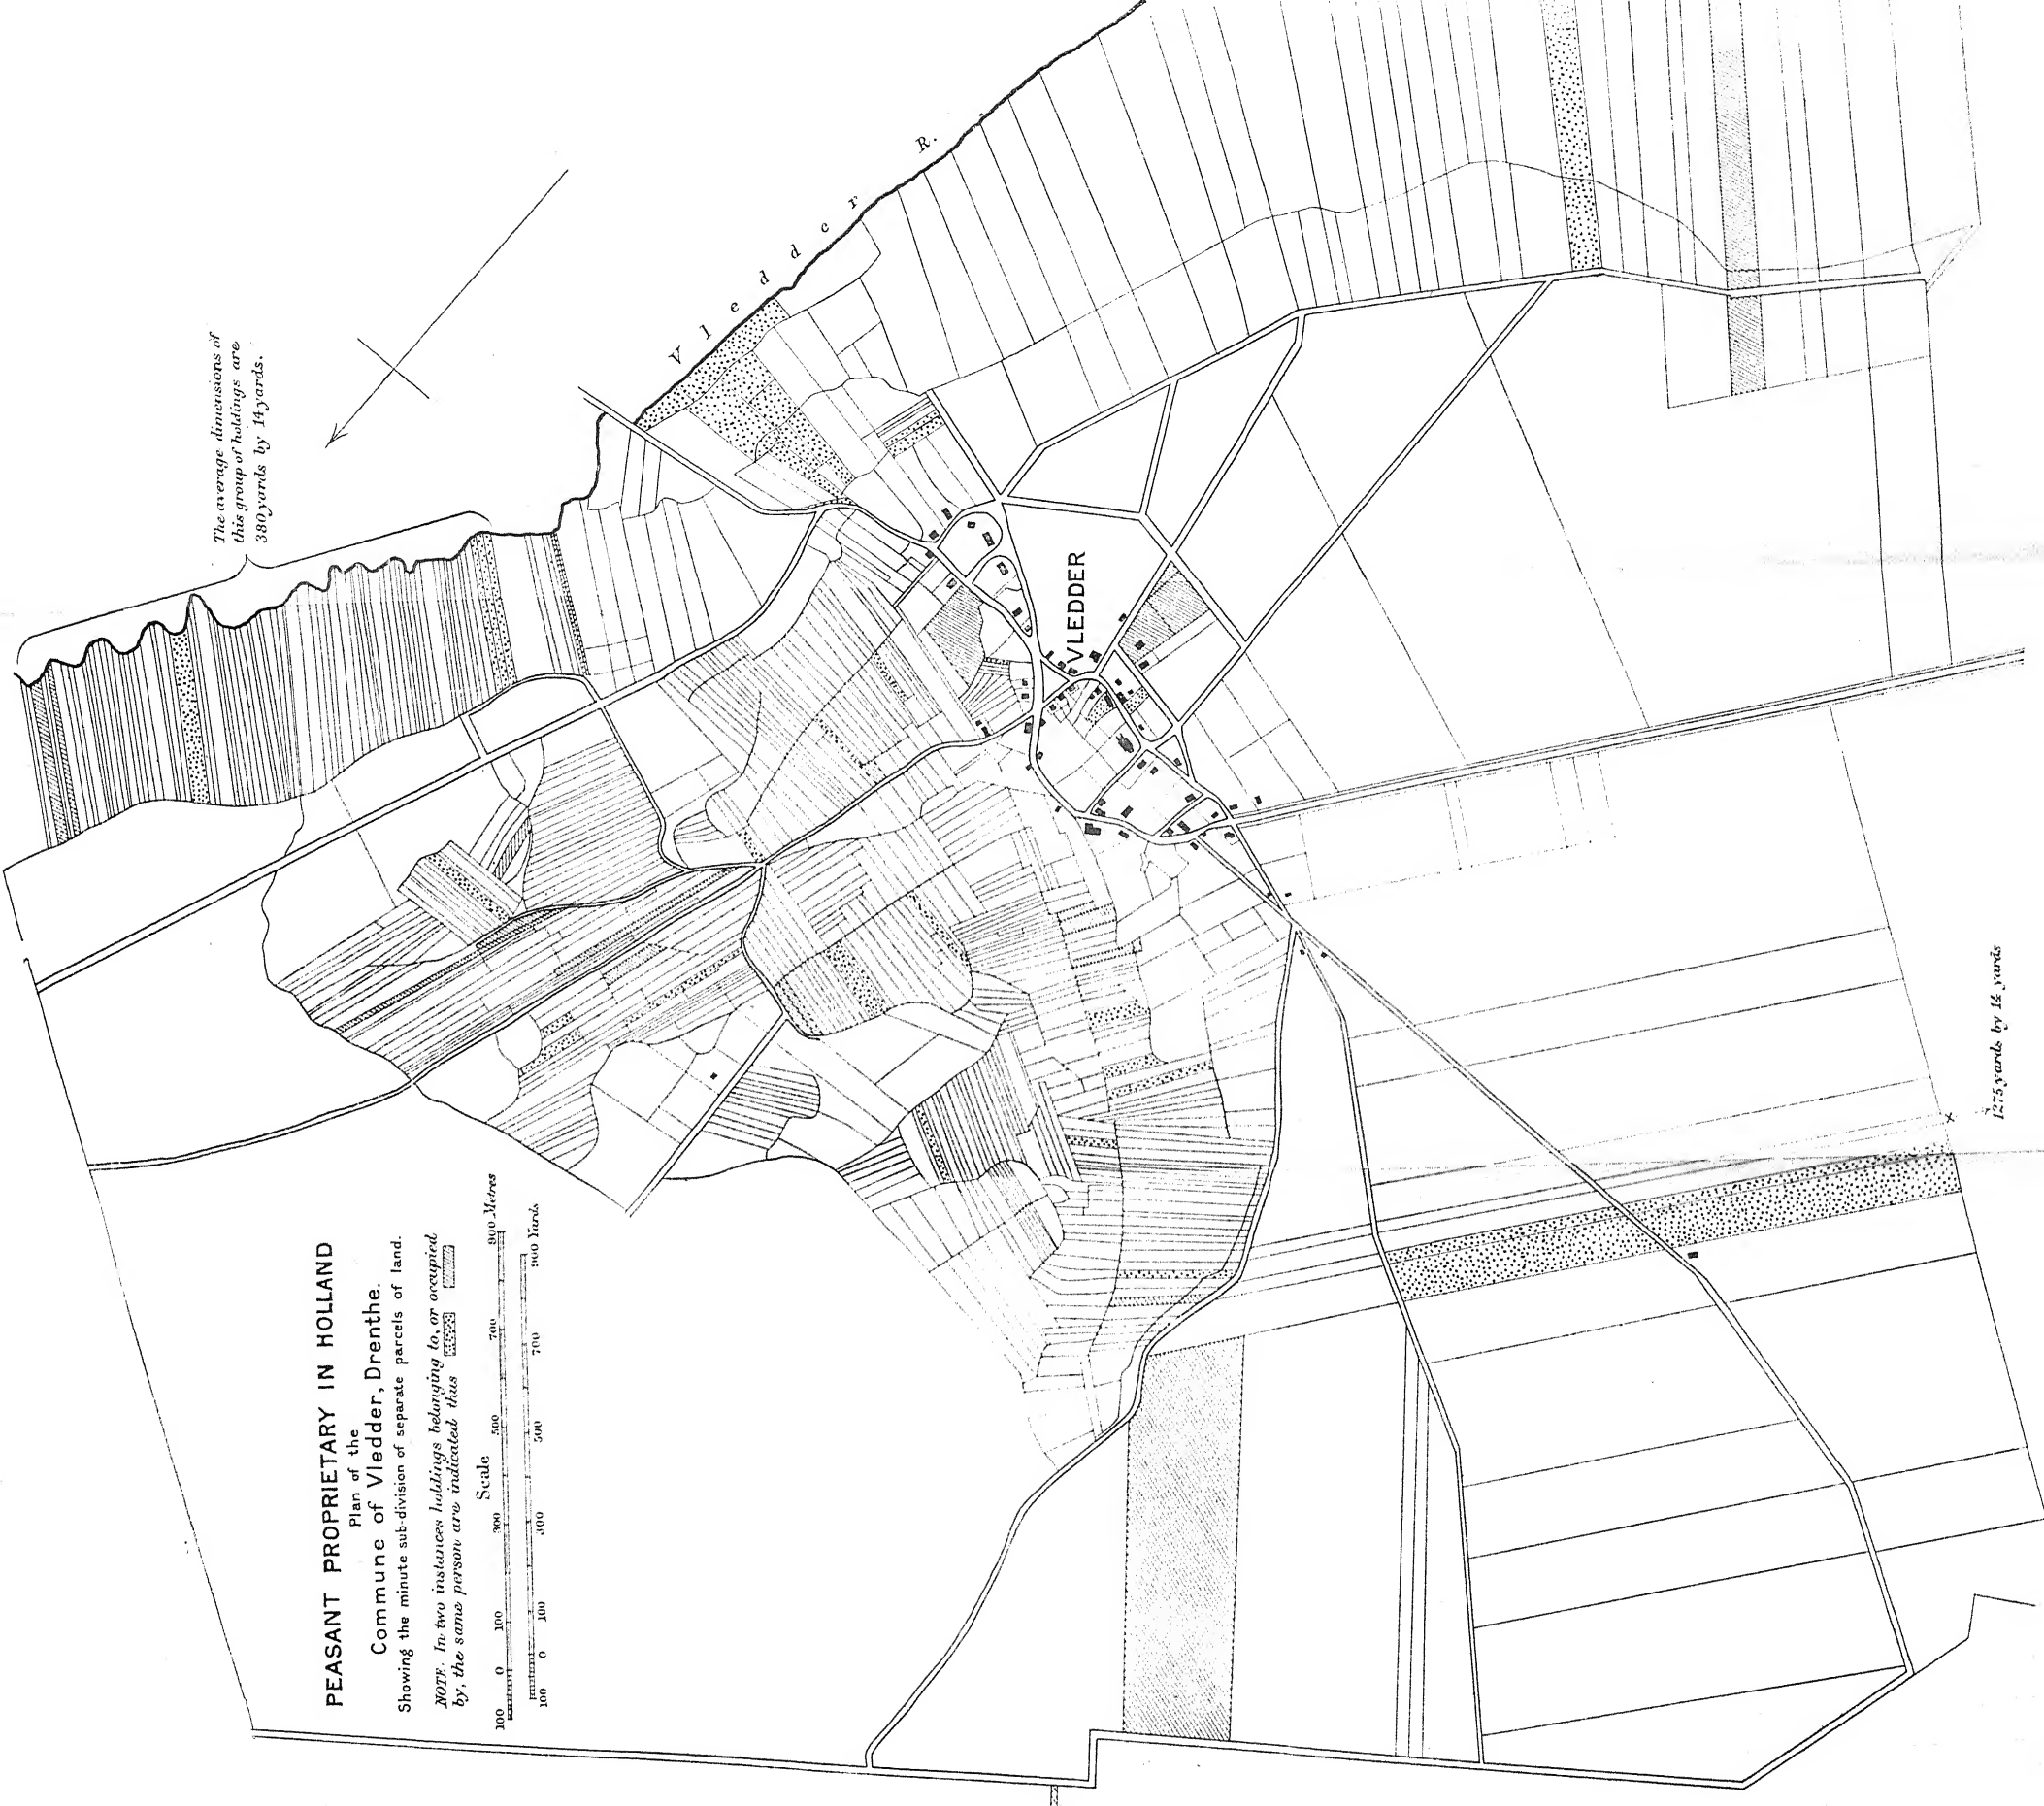 PEASANT PROPRIETARY IN HOLLAND
Plan of the
Commune of Vledder, Drenthe.
Showing the minute sub-division of separate parcels of land.
NOTE. In two instances holdings belonging to, or occupied
by, the same person are indicated thus
Scale
100 0 100 300 500 700 900 Mètres
100 0 100 300 500 700 900 Yards
The average dimensions of
this group of holdings are
380 yards by 14 yards.
Vledder R.
VLEDDER
1275 yards by 14 yards